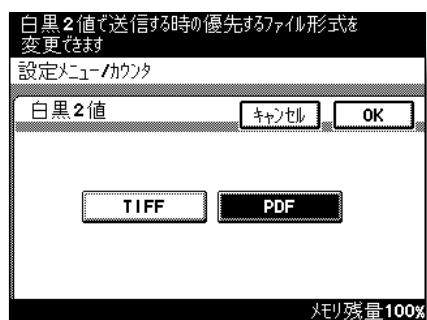 白黒2値で送信する時の優先するファイル形式を
変更できます
設定メニュー/カウンタ
白黒2値
キャンセル OK
TIFF PDF
メモリ残量100%